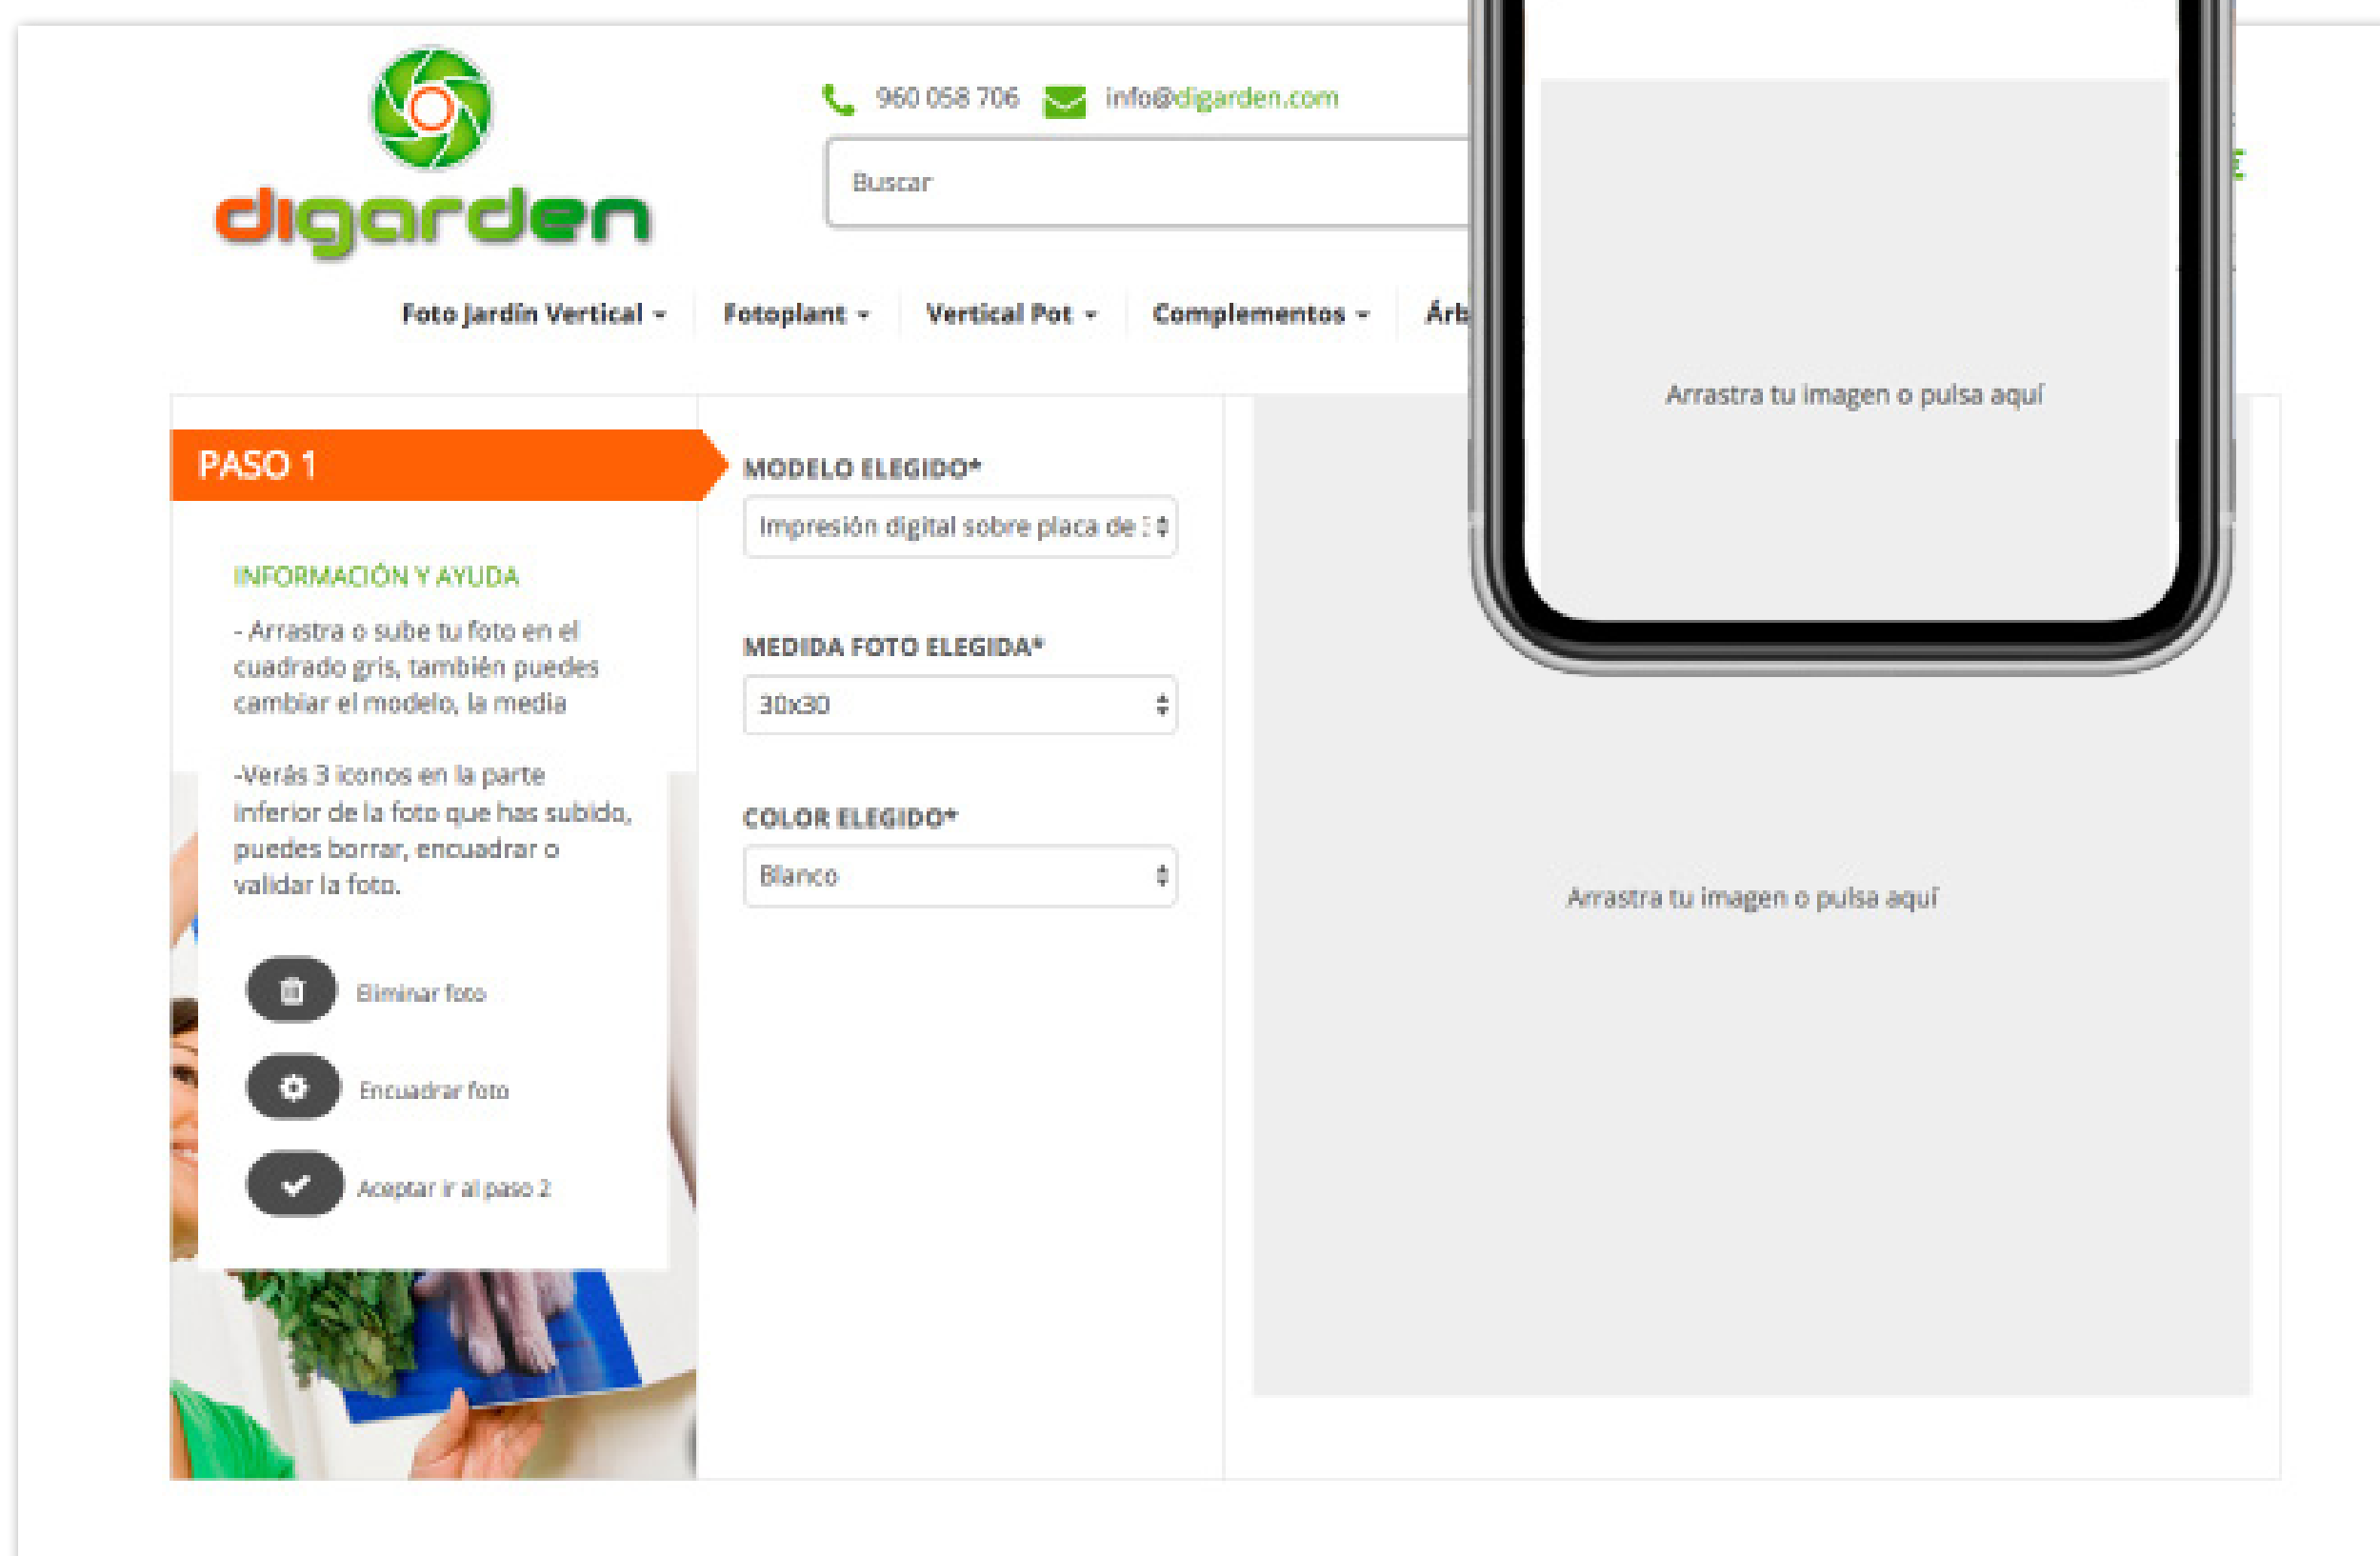 960 058 706 info@digarden.com
digarden
Buscar
Foto Jardín Vertical Fotoplant Vertical Pot Complementos
PASO 1
INFORMACIÓN Y AYUDA
- Arrastra o sube tu foto en el
cuadrado gris, también puedes
cambiar el modelo, la media
-Verás 3 iconos en la parte
inferior de la foto que has subido,
puedes borrar, encuadrar o
validar la foto.
Eliminar foto
Encuadrar foto
Aceptar ir al paso 2
MODELO ELEGIDO*
Impresión digital sobre placa de
MEDIDA FOTO ELEGIDA*
30x30
COLOR ELEGIDO*
Blanco
Arrastra tu imagen o pulsa aquí
Arrastra tu imagen o pulsa aquí